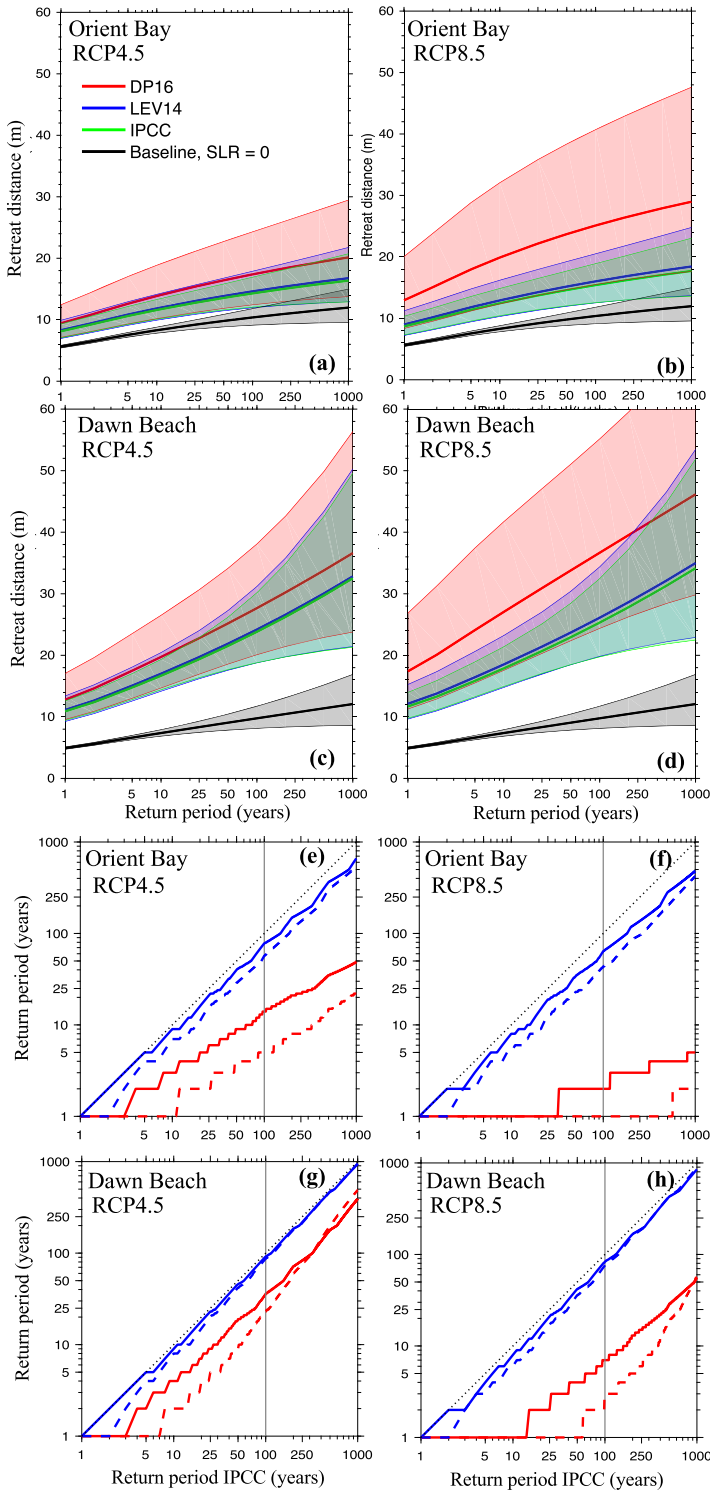 Orient Bay
RCP4.5
DP16
LEV14
IPCC
Baseline, SLR = 0
Retreat distance (m)
60
50
40
30
20
10
0
1 5 10 25 50 100 250 1000
(a)
Orient Bay
RCP8.5
Retreat distance (m)
60
50
40
30
20
10
0
1 5 10 25 50 100 250 1000
(b)
Dawn Beach
RCP4.5
Retreat distance (m)
60
50
40
30
20
10
0
1 5 10 25 50 100 250 1000
Return period (years)
(c)
Dawn Beach
RCP8.5
60
50
40
30
20
10
0
1 5 10 25 50 100 250 1000
Return period (years)
(d)
Orient Bay
RCP4.5
(e)
Return period (years)
1000
250
100
50
25
10
5
1
5 10 25 50 100 250 1000
Orient Bay
RCP8.5
(f)
1000
250
100
50
25
10
5
1
1 5 10 25 50 100 250 1000
Dawn Beach
RCP4.5
(g)
Return period (years)
1000
250
100
50
25
10
5
1
1 5 10 25 50 100 250 1000
Return period IPCC (years)
Dawn Beach
RCP8.5
(h)
1000
250
100
50
25
10
5
1
1 5 10 25 50 100 250 1000
Return period IPCC (years)